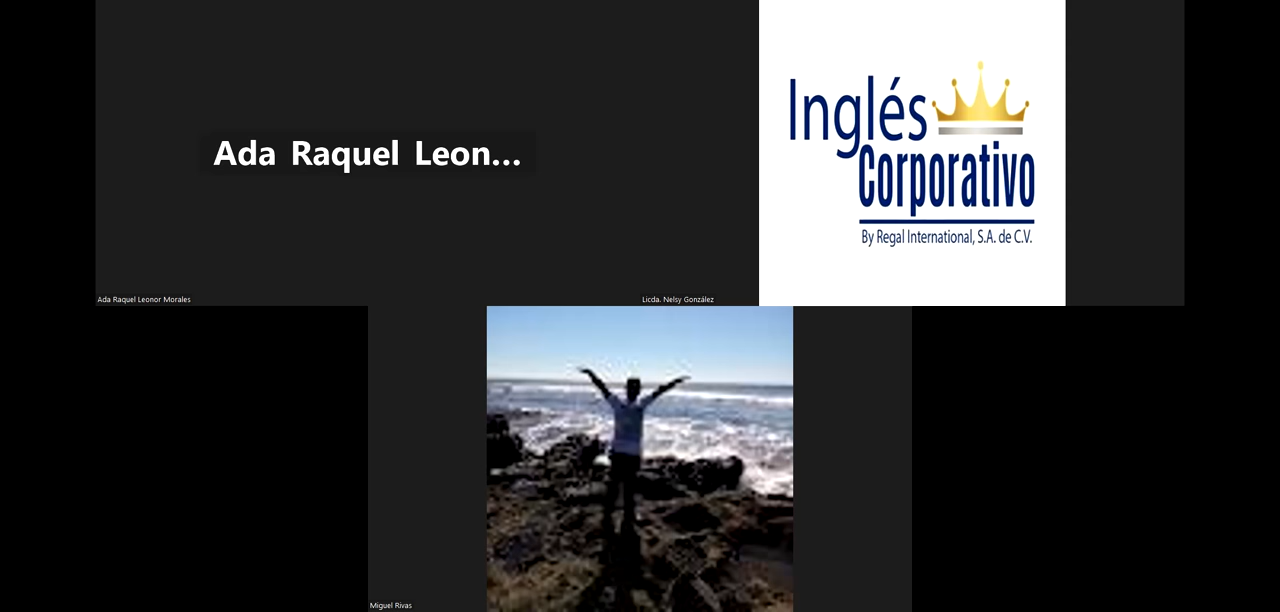 Ada Raquel Leon...
Inglés
Corporativo
By Regal International, S.A. de C.V.
Ada Raquel Leonor Morales
Licda. Nelsy González
Miguel Rivas